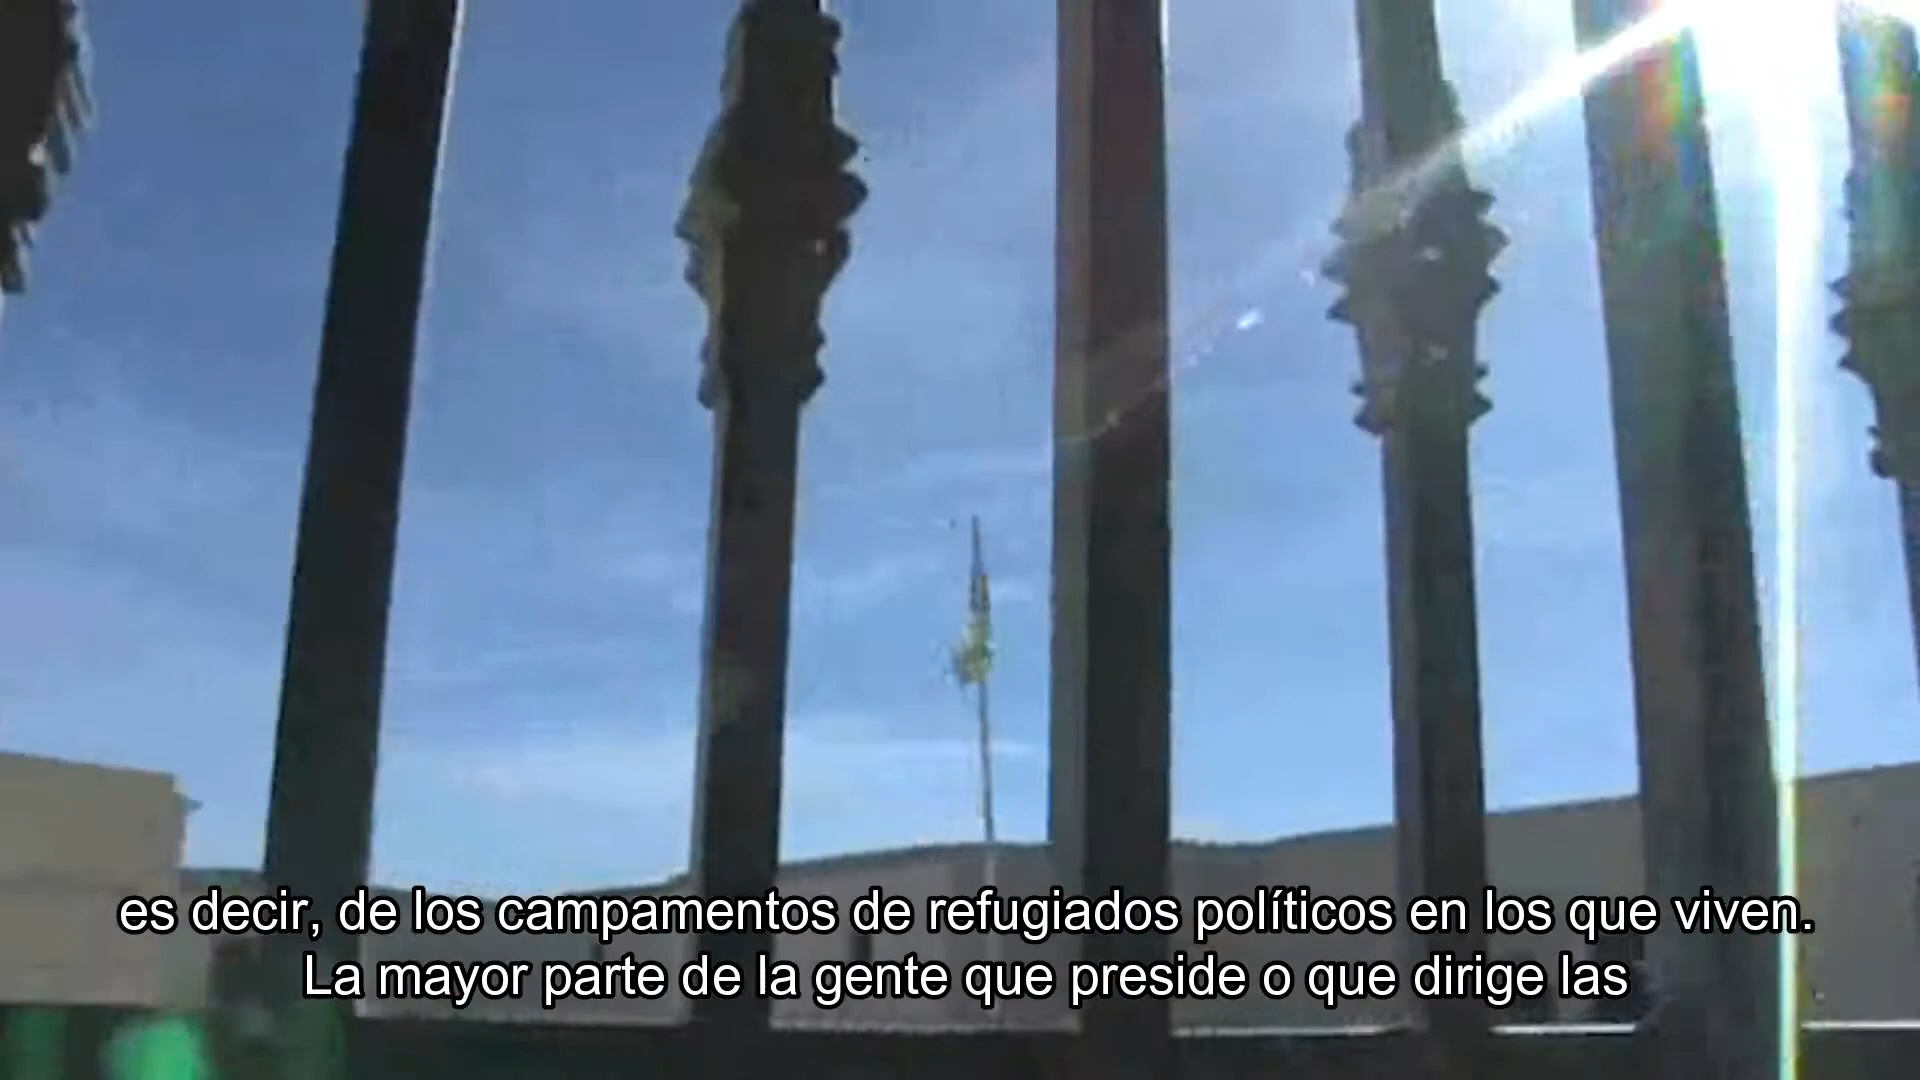 es decir, de los campamentos de refugiados políticos en los que viven.
La mayor parte de la gente que preside o que dirige las